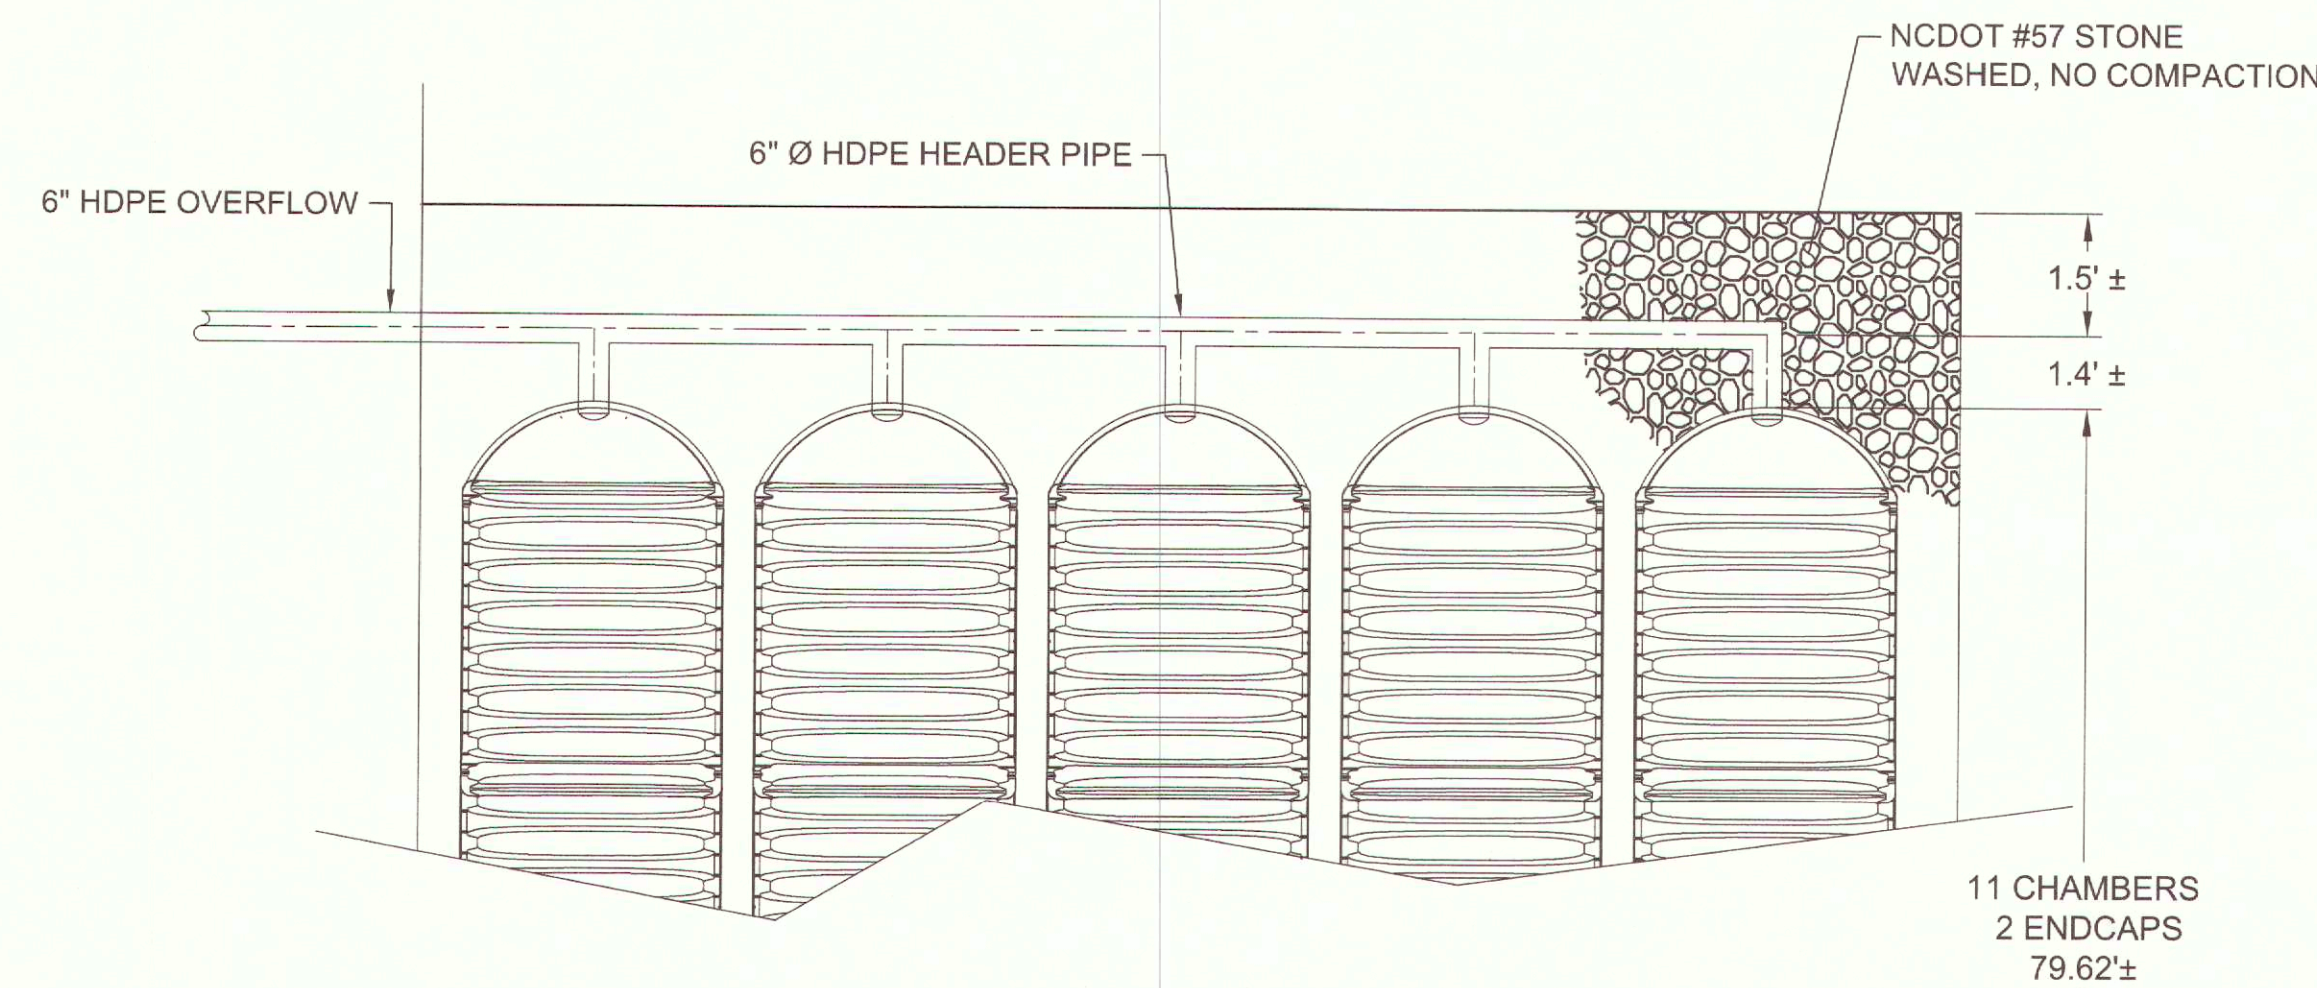 NCDOT #57 STONE
WASHED, NO COMPACTION
6" Ø HDPE HEADER PIPE
6" HDPE OVERFLOW
1.5' ±
1.4' ±
11 CHAMBERS
2 ENDCAPS
79.62'±